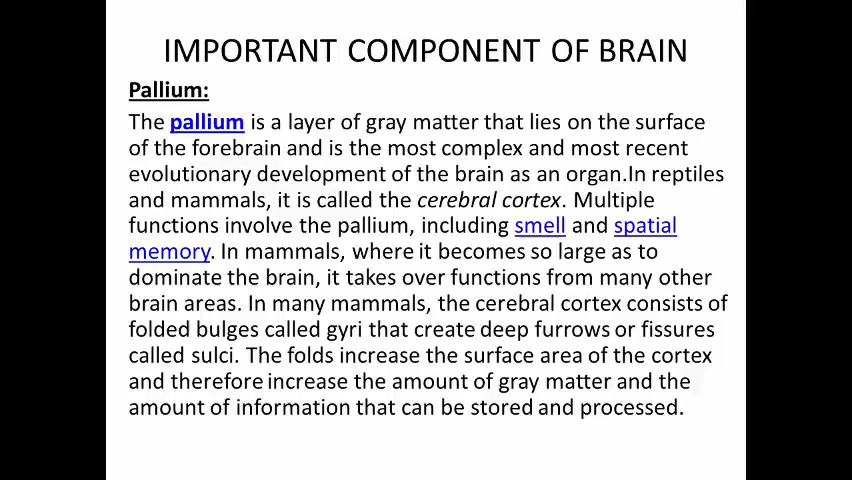 IMPORTANT COMPONENT OF BRAIN
Pallium:
The pallium is a layer of gray matter that lies on the surface
of the forebrain and is the most complex and most recent
evolutionary development of the brain as an organ.In reptiles
and mammals, it is called the cerebral cortex. Multiple
functions involve the pallium, including smell and spatial
memory. In mammals, where it becomes so large as to
dominate the brain, it takes over functions from many other
brain areas. In many mammals, the cerebral cortex consists of
folded bulges called gyri that create deep furrows or fissures
called sulci. The folds increase the surface area of the cortex
and therefore increase the amount of gray matter and the
amount of information that can be stored and processed.